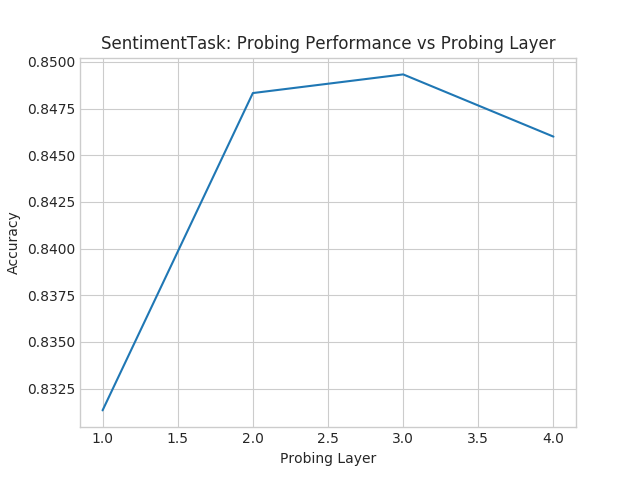 SentimentTask: Probing Performance vs Probing Layer
0.8500
0.8475
0.8450
0.8425
0.8400
0.8375
0.8350
0.8325
Accuracy
1.0 1.5 2.0 2.5 3.0 3.5 4.0
Probing Layer